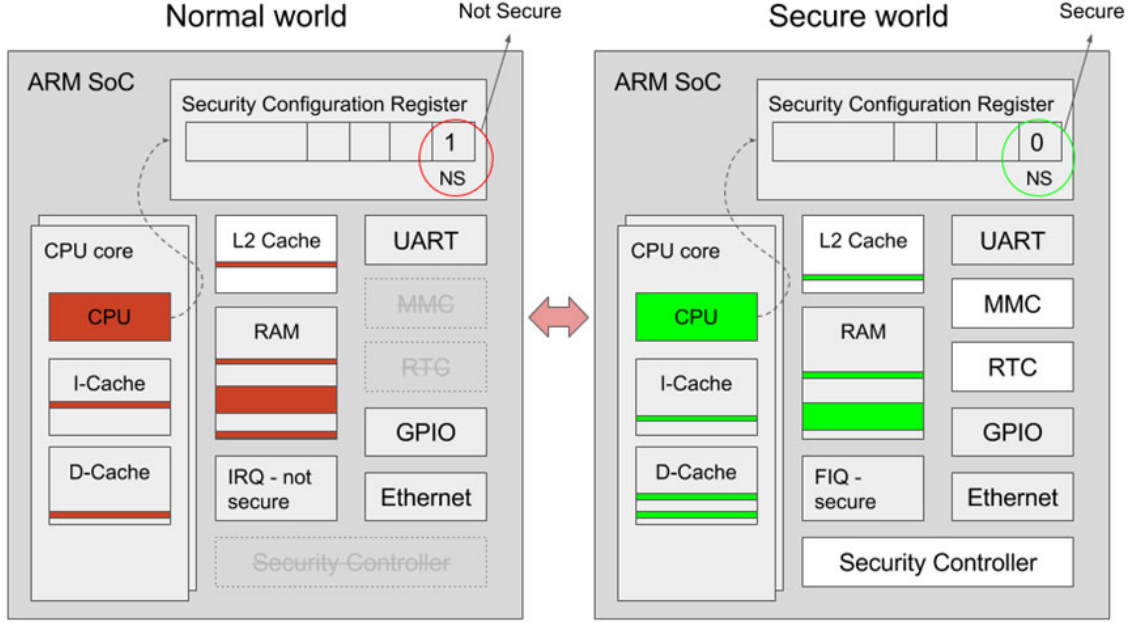 Normal world
Not Secure
Secure world
Secure
ARM SoC
Security Configuration Register
1
NS
CPU core
CPU
I-Cache
D-Cache
L2 Cache
RAM
IRQ - not
secure
UART
MMC
RTC
GPIO
Ethernet
Security Controller
ARM SoC
Security Configuration Register
0
NS
CPU core
CPU
I-Cache
D-Cache
L2 Cache
RAM
FIQ -
secure
UART
MMC
RTC
GPIO
Ethernet
Security Controller